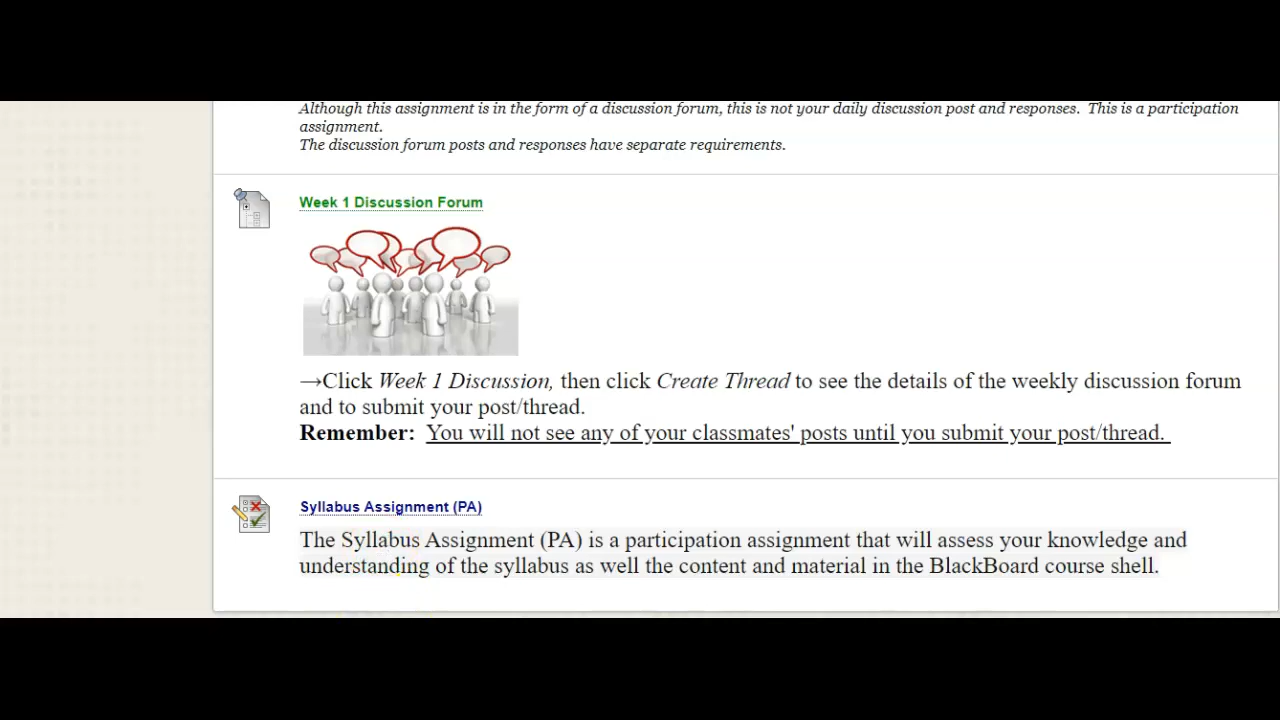 Although this assignment is in the form of a discussion forum, this is not your daily discussion post and responses.  This is a participation
assignment.
The discussion forum posts and responses have separate requirements.
Week 1 Discussion Forum
→Click Week 1 Discussion, then click Create Thread to see the details of the weekly discussion forum
and to submit your post/thread.
Remember:  You will not see any of your classmates' posts until you submit your post/thread.
Syllabus Assignment (PA)
The Syllabus Assignment (PA) is a participation assignment that will assess your knowledge and
understanding of the syllabus as well the content and material in the BlackBoard course shell.